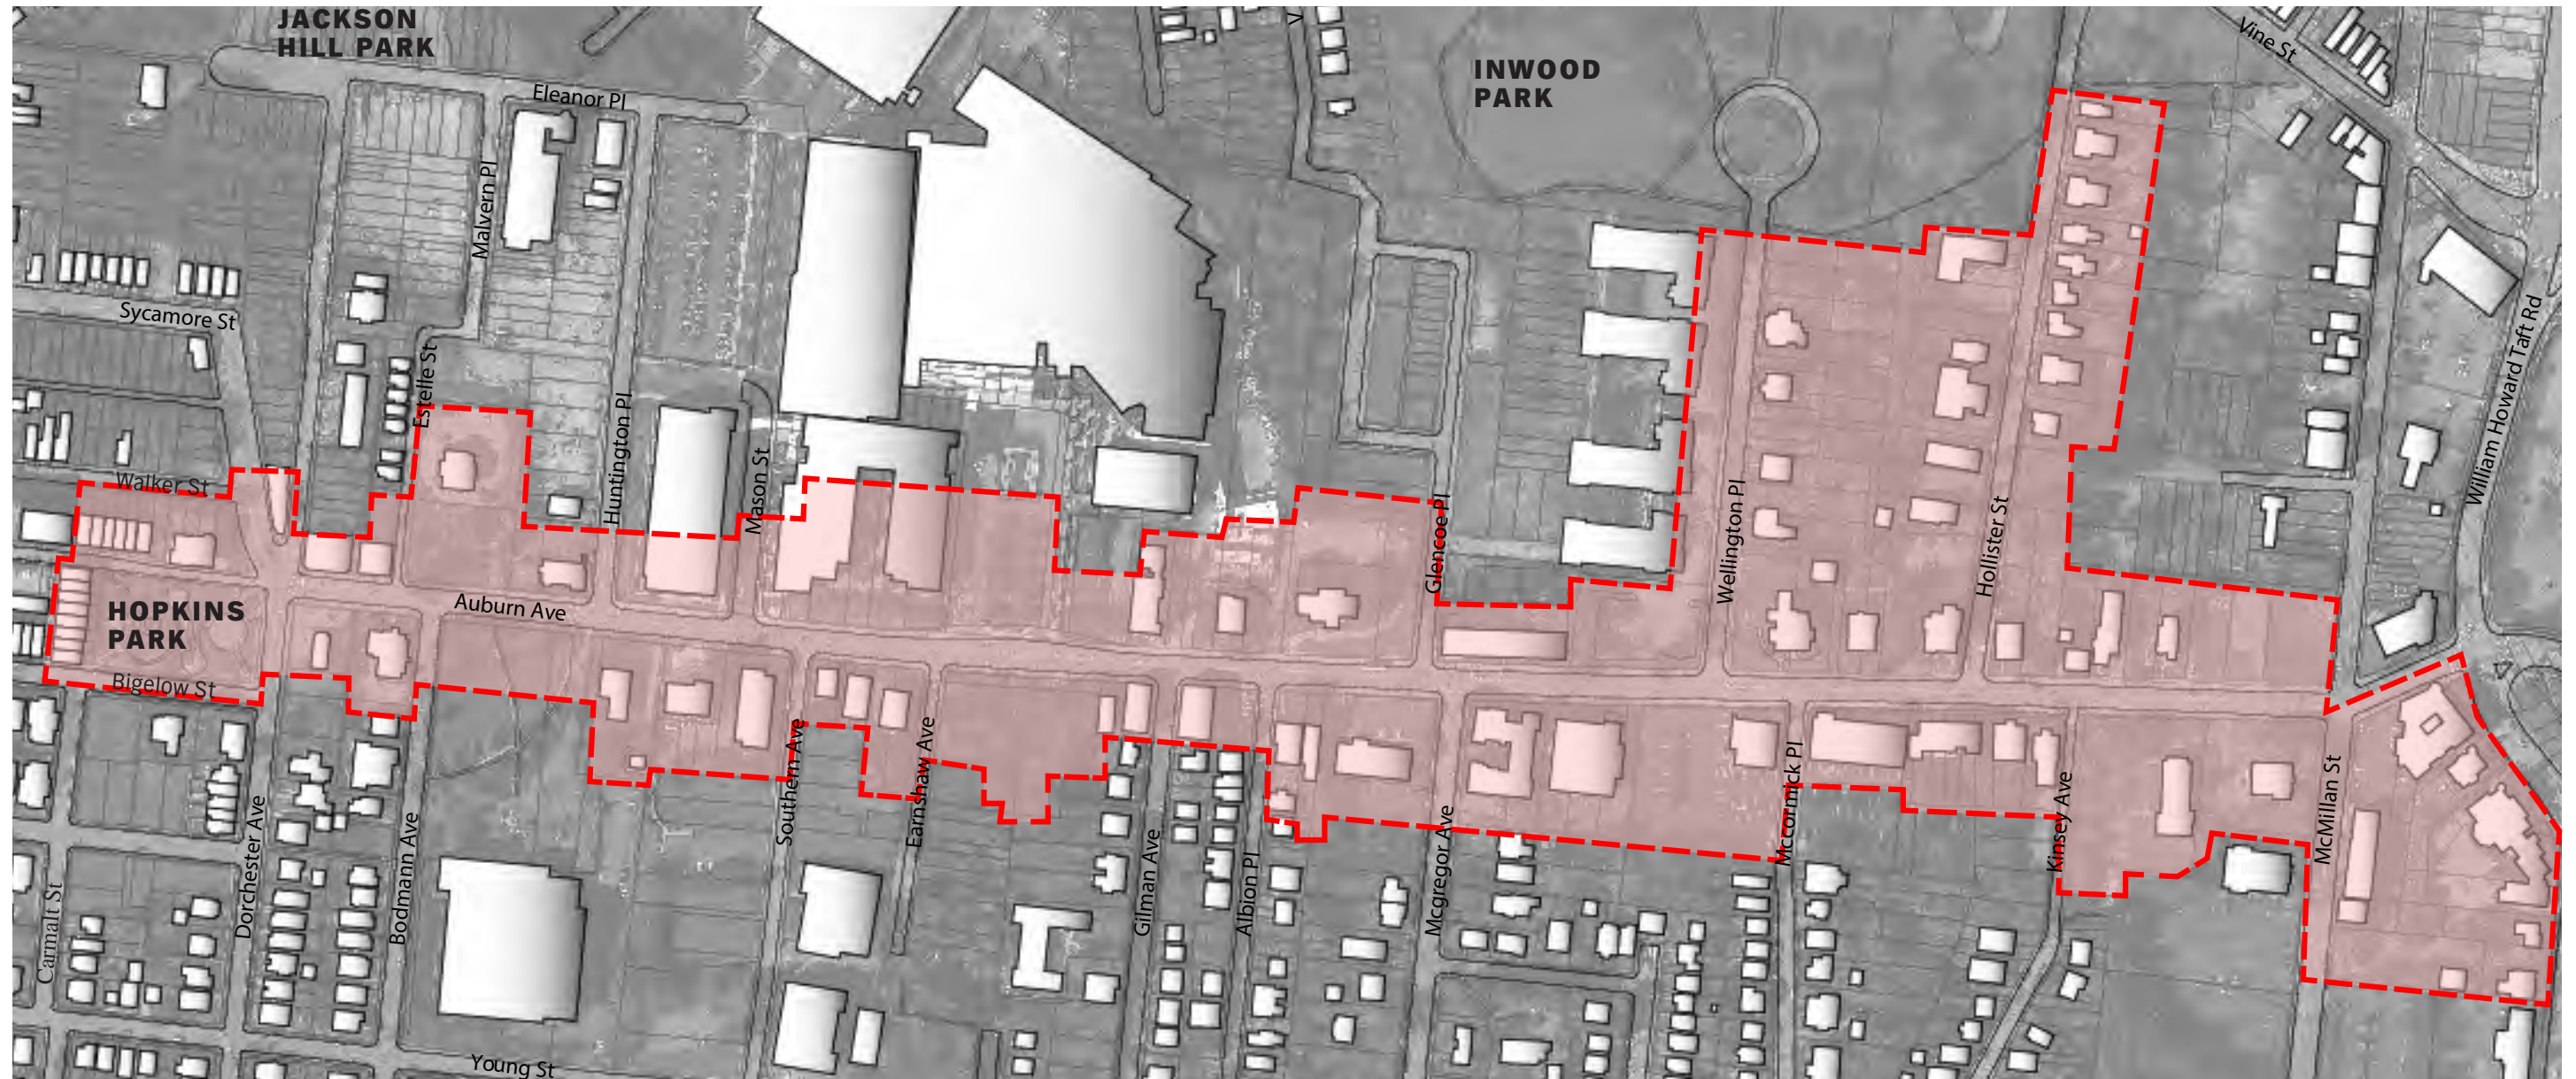 JACKSON
HILL PARK
INWOOD
PARK
Vine St
Eleanor Pl
Malvern Pl
Sycamore St
Estelle St
William Howard Taft Rd
Huntington Pl
Mason St
Walker St
Glencoe Pl
Wellington Pl
Hollister St
HOPKINS
PARK
Auburn Ave
Bigelow St
Southern Ave
Earnshaw Ave
Mccormick Pl
Kinsey Ave
McMillan St
Dorchester Ave
Bodmann Ave
Carmalt St
Gilman Ave
Albion Pl
Mcgregor Ave
Young St